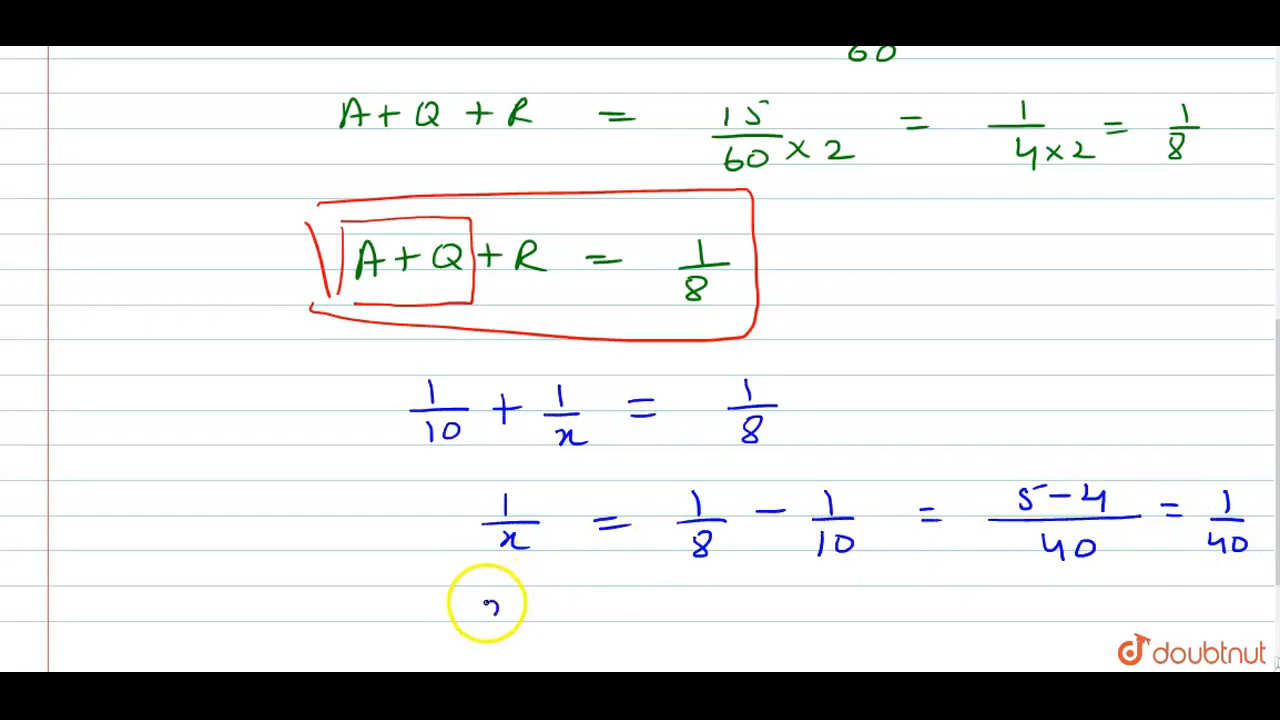 60
A + Q + R = 15/60 × 2 = 1/4 × 2 = 1/8
A + Q + R = 1/8
1/10 + 1/x = 1/8
1/x = 1/8 - 1/10 = 5 - 4/40 = 1/40
doubtnut